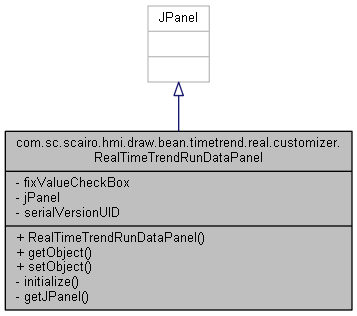 JPanel
com.sc.scairo.hmi.draw.bean.timetrend.real.customizer.
RealTimeTrendRunDataPanel
- fixValueCheckBox
- jPanel
- serialVersionUID
+ RealTimeTrendRunDataPanel()
+ getObject()
+ setObject()
- initialize()
- getJPanel()